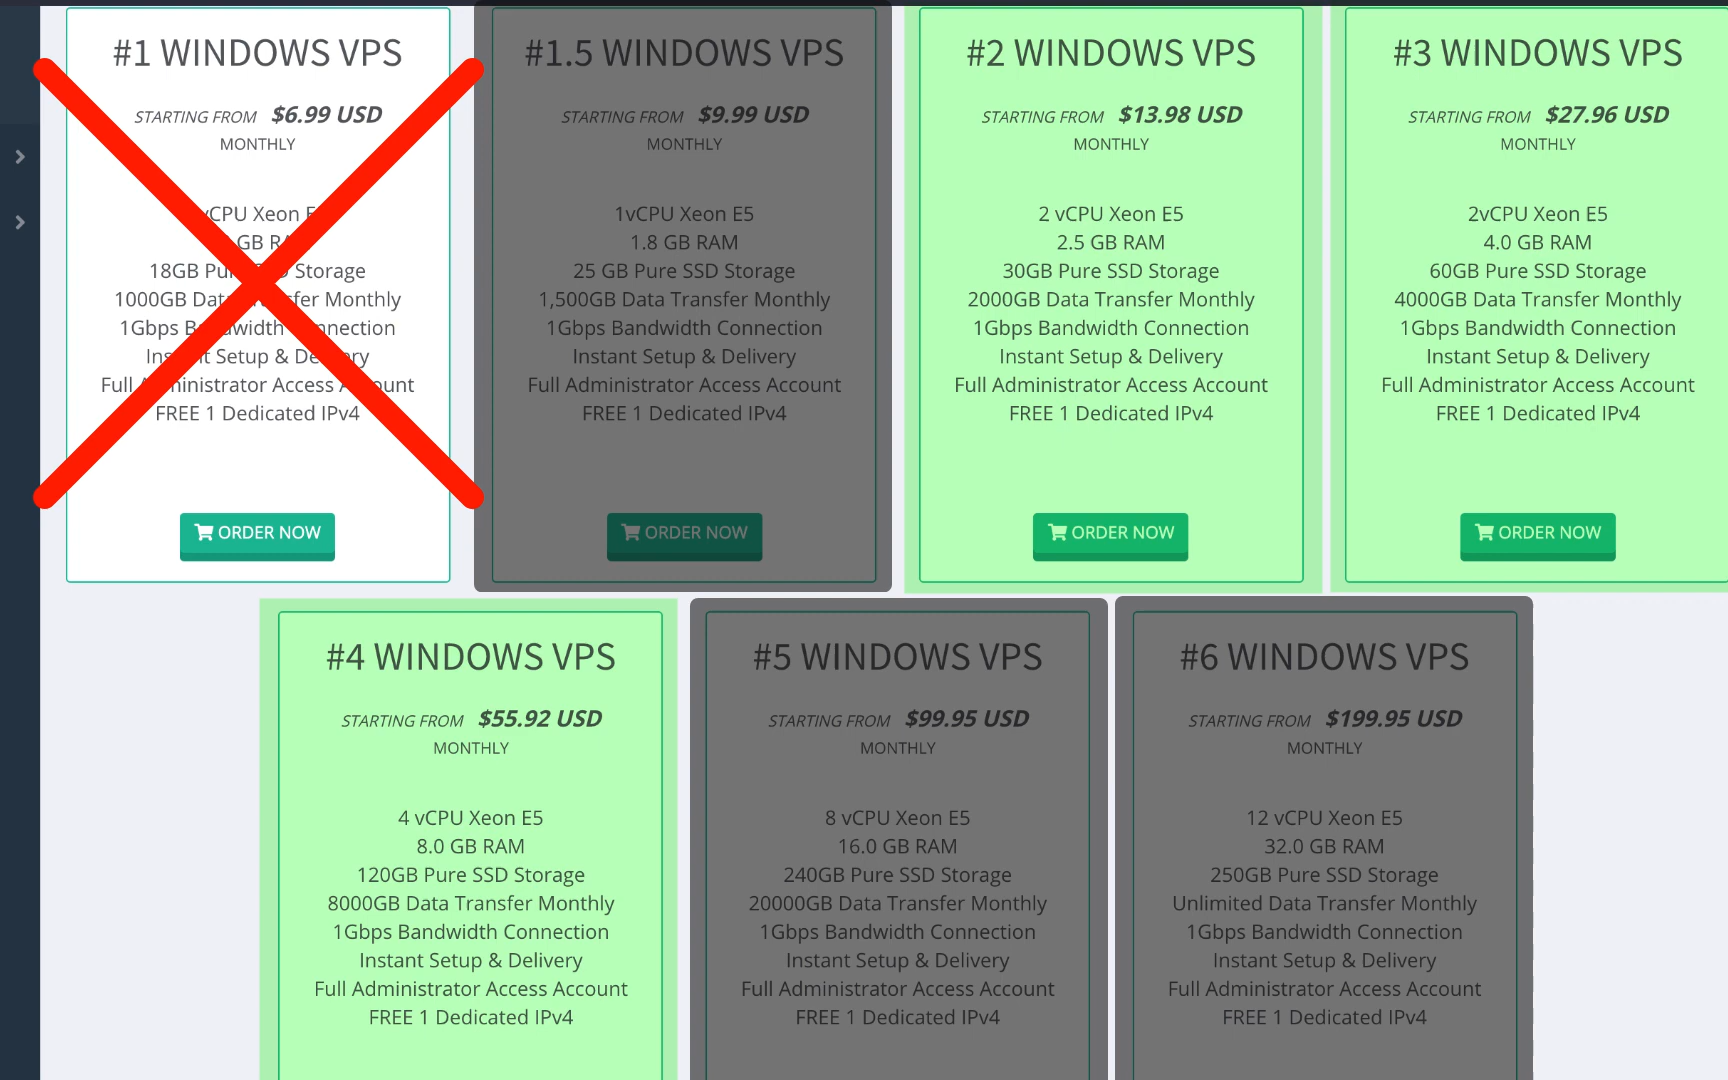 #1 WINDOWS VPS
STARTING FROM $6.99 USD
MONTHLY
vCPU Xeon
GB
18GB Storage
1000GB Monthly
1Gbps
& 
Full Account
FREE 1 Dedicated IPv4
ORDER NOW
#1.5 WINDOWS VPS
STARTING FROM $9.99 USD
MONTHLY
1vCPU Xeon E5
1.8 GB RAM
25 GB Pure SSD Storage
1,500GB Data Transfer Monthly
1Gbps Bandwidth Connection
Instant Setup & Delivery
Full Administrator Access Account
FREE 1 Dedicated IPv4
ORDER NOW
#2 WINDOWS VPS
STARTING FROM $13.98 USD
MONTHLY
2 vCPU Xeon E5
2.5 GB RAM
30GB Pure SSD Storage
2000GB Data Transfer Monthly
1Gbps Bandwidth Connection
Instant Setup & Delivery
Full Administrator Access Account
FREE 1 Dedicated IPv4
ORDER NOW
#3 WINDOWS VPS
STARTING FROM $27.96 USD
MONTHLY
2vCPU Xeon E5
4.0 GB RAM
60GB Pure SSD Storage
4000GB Data Transfer Monthly
1Gbps Bandwidth Connection
Instant Setup & Delivery
Full Administrator Access Account
FREE 1 Dedicated IPv4
ORDER NOW
#4 WINDOWS VPS
STARTING FROM $55.92 USD
MONTHLY
4 vCPU Xeon E5
8.0 GB RAM
120GB Pure SSD Storage
8000GB Data Transfer Monthly
1Gbps Bandwidth Connection
Instant Setup & Delivery
Full Administrator Access Account
FREE 1 Dedicated IPv4
#5 WINDOWS VPS
STARTING FROM $99.95 USD
MONTHLY
8 vCPU Xeon E5
16.0 GB RAM
240GB Pure SSD Storage
20000GB Data Transfer Monthly
1Gbps Bandwidth Connection
Instant Setup & Delivery
Full Administrator Access Account
FREE 1 Dedicated IPv4
#6 WINDOWS VPS
STARTING FROM $199.95 USD
MONTHLY
12 vCPU Xeon E5
32.0 GB RAM
250GB Pure SSD Storage
Unlimited Data Transfer Monthly
1Gbps Bandwidth Connection
Instant Setup & Delivery
Full Administrator Access Account
FREE 1 Dedicated IPv4